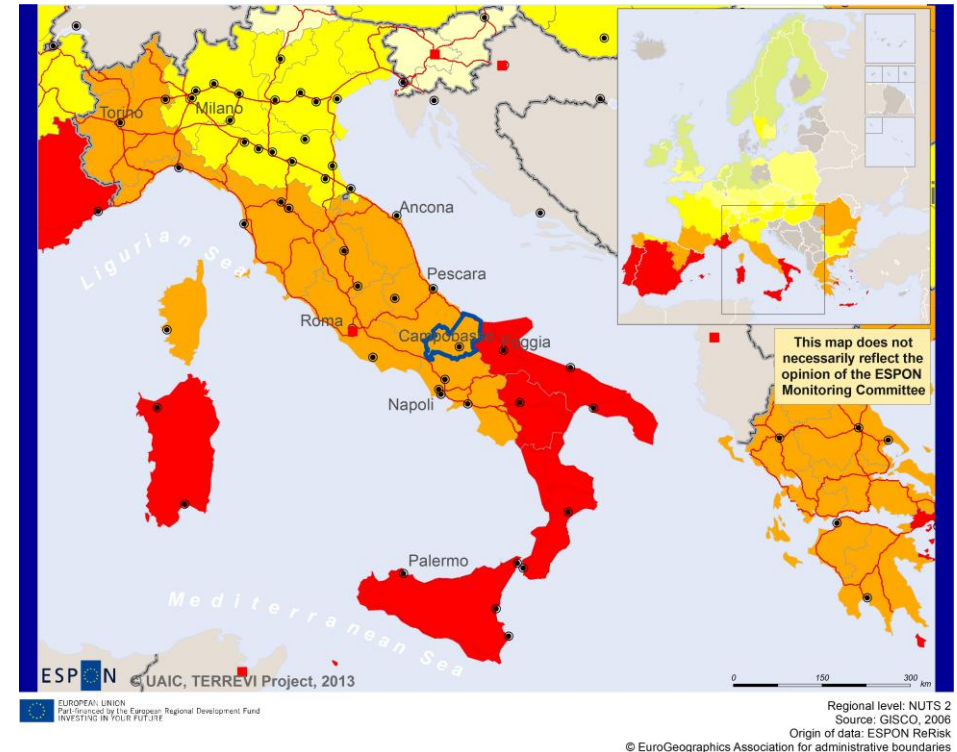 Torino
Milano
Ancona
Ligurian Sea
Pescara
Roma
Campobasso
Foggia
This map does not
necessarily reflect the
opinion of the ESPON
Monitoring Committee
Napoli
Palermo
Mediterranean Sea
ESPON
© UAIC, TERREVI Project, 2013
0 150 300
km
EUROPEAN UNION
Part-financed by the European Regional Development Fund
INVESTING IN YOUR FUTURE
Regional level: NUTS 2
Source: GISCO, 2006
Origin of data: ESPON ReRisk
© EuroGeographics Association for administrative boundaries